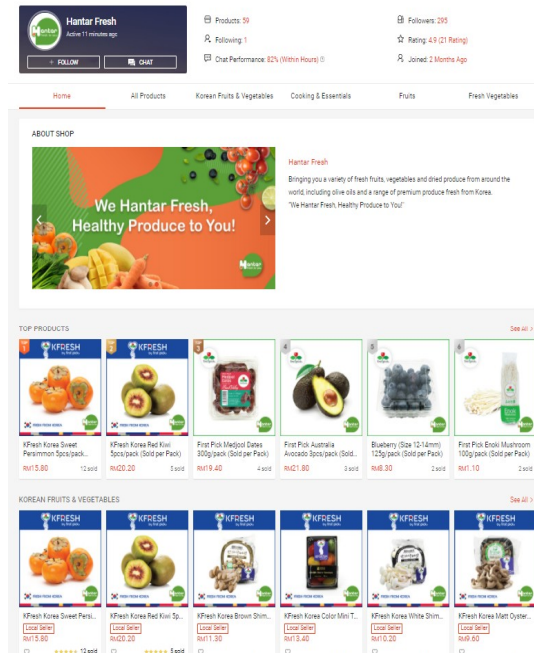 Hantar Fresh
Active 11 minutes ago
+ FOLLOW
CHAT
Products: 59
Following: 1
Chat Performance: 82% (Within Hours)
Followers: 295
Rating: 4.9 (21 Rating)
Joined: 2 Months Ago
Home
All Products
Korean Fruits & Vegetables
Cooking & Essentials
Fruits
Fresh Vegetables
ABOUT SHOP
We Hantar Fresh,
Healthy Produce to You!
Hantar
Hantar Fresh
Bringing you a variety of fresh fruits, vegetables and dried produce from around the
world, including olive oils and a range of premium produce fresh from Korea.
"We Hantar Fresh, Healthy Produce to You!"
TOP PRODUCTS
See All >
1
KFRESH
2
KFRESH
3
4
5
6
KFresh Korea Sweet
Persimmon 5pcs/pack...
RM15.80
12 sold
KFresh Korea Red Kiwi
5pcs/pack (Sold per Pack)
RM20.20
5 sold
First Pick Medjool Dates
300g/pack (Sold per Pack)
RM19.40
4 sold
First Pick Australia
Avocado 3pcs/pack (Sold...
RM21.80
3 sold
Blueberry (Size 12-14mm)
125g/pack (Sold per Pack)
RM8.30
2 sold
First Pick Enoki Mushroom
100g/pack (Sold per Pack)
RM1.10
2 sold
KOREAN FRUITS & VEGETABLES
See All >
KFRESH
KFRESH
KFRESH
KFRESH
KFRESH
KFRESH
KFresh Korea Sweet Persi...
Local Seller
RM15.80
12 sold
KFresh Korea Red Kiwi 5p...
Local Seller
RM20.20
5 sold
KFresh Korea Brown Shim...
Local Seller
RM11.30
KFresh Korea Color Mini T...
Local Seller
RM13.40
KFresh Korea White Shim...
Local Seller
RM10.20
KFresh Korea Matt Oyster...
Local Seller
RM9.60